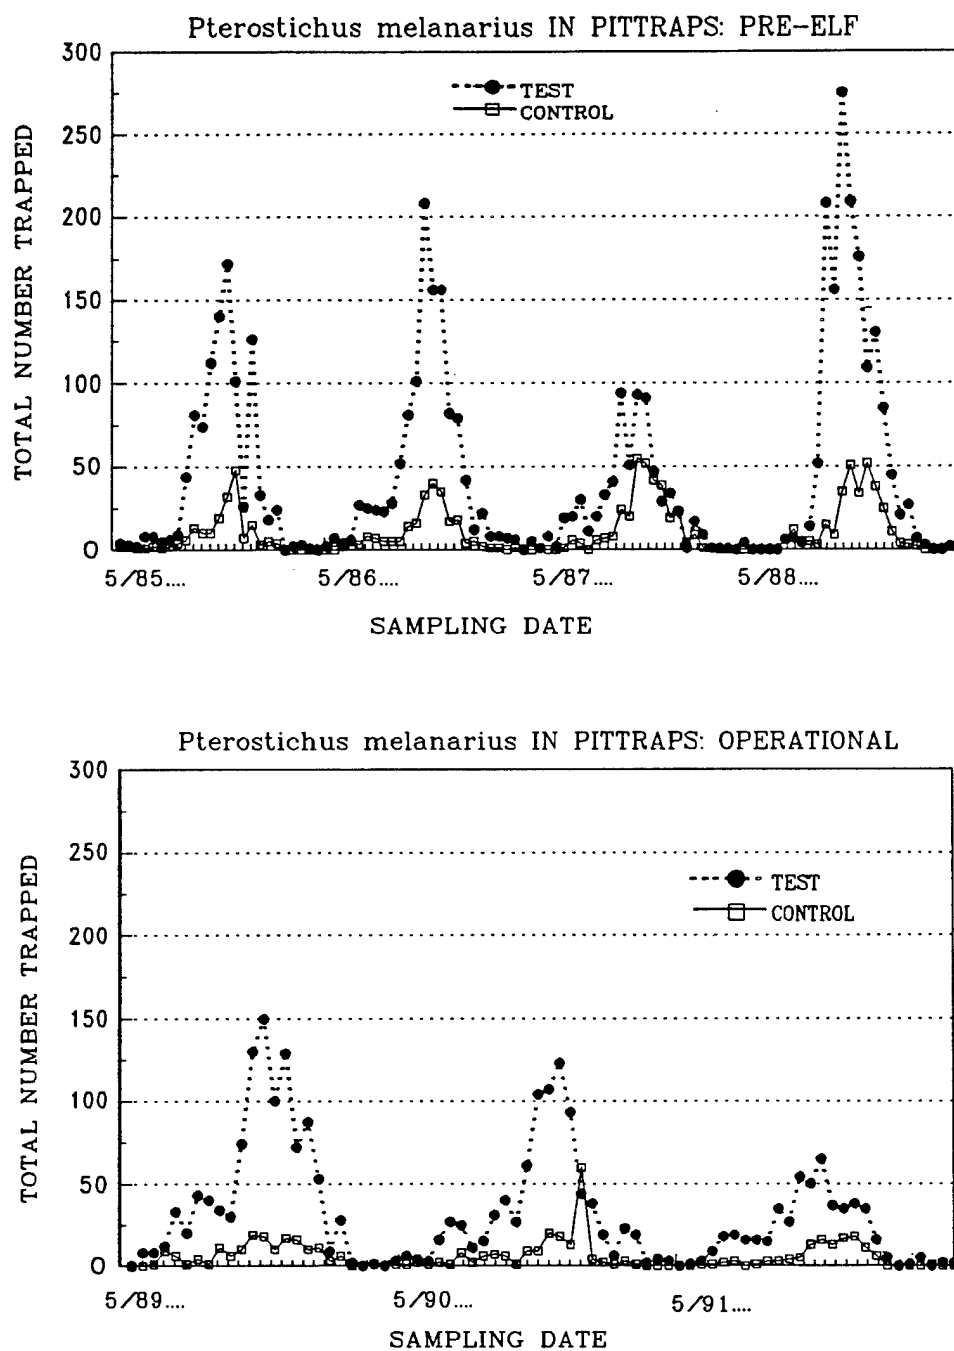 Pterostichus melanarius IN PITTRAPS: PRE-ELF
300
250
200
150
100
50
0
TOTAL NUMBER TRAPPED
TEST
CONTROL
5/85....
5/86....
5/87....
5/88....
SAMPLING DATE
Pterostichus melanarius IN PITTRAPS: OPERATIONAL
300
250
200
150
100
50
0
TOTAL NUMBER TRAPPED
TEST
CONTROL
5/89....
5/90....
5/91....
SAMPLING DATE